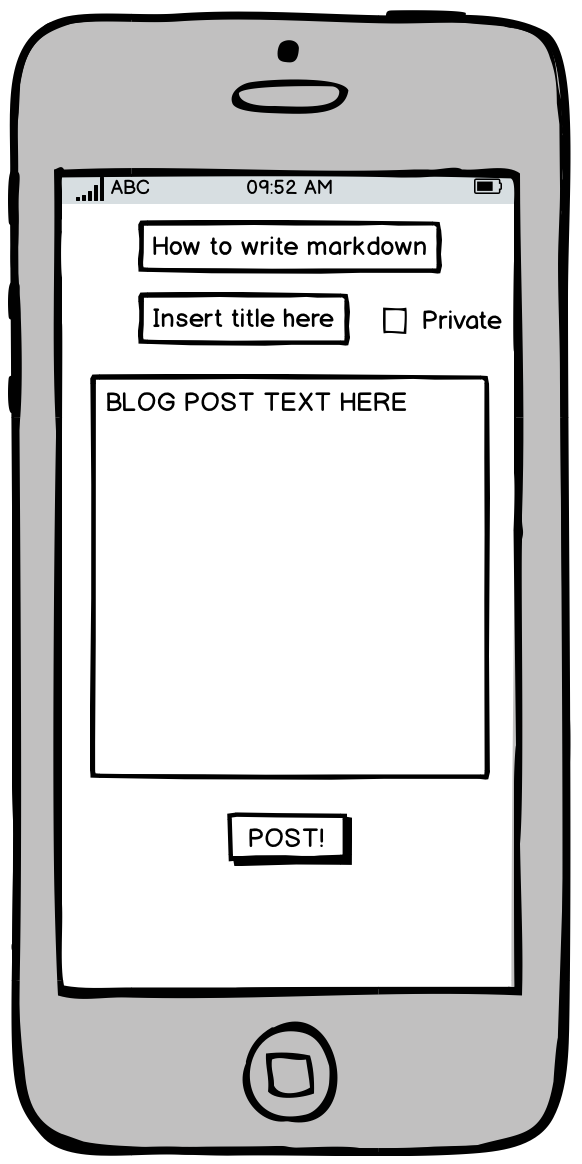 ABC 09:52 AM
How to write markdown
Insert title here Private
BLOG POST TEXT HERE
POST!